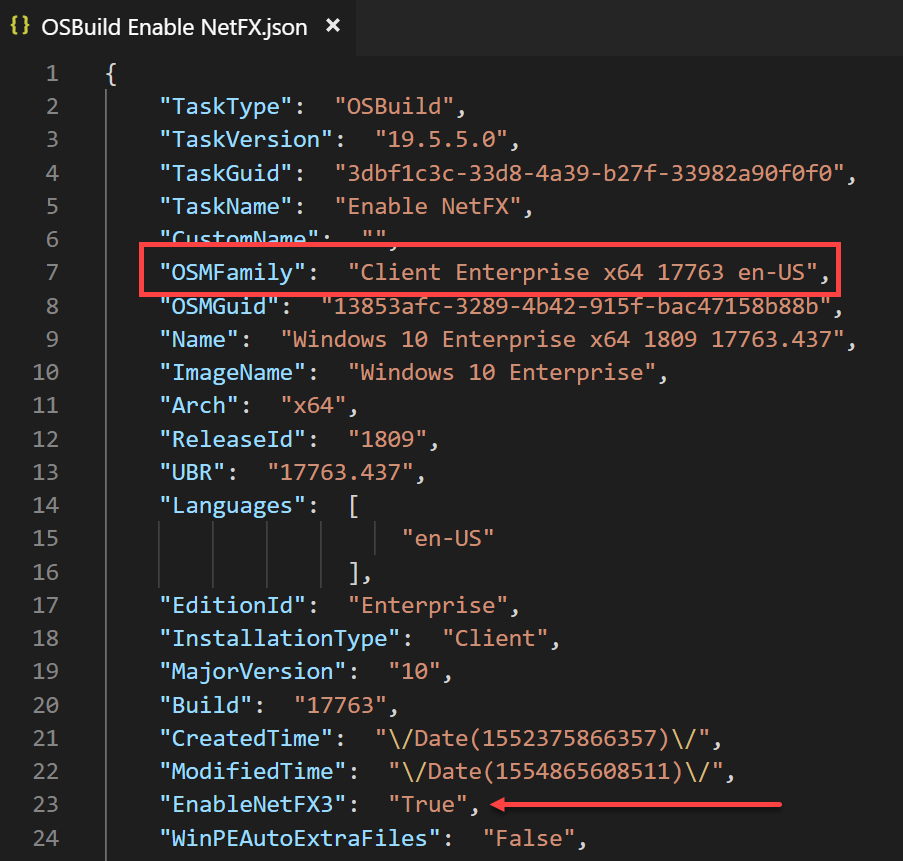 {} OSBuild Enable NetFX.json ×
1 {
2 "TaskType": "OSBuild",
3 "TaskVersion": "19.5.5.0",
4 "TaskGuid": "3dbf1c3c-33d8-4a39-b27f-33982a90f0f0",
5 "TaskName": "Enable NetFX",
6 "CustomName": "",
7 "OSMFamily": "Client Enterprise x64 17763 en-US",
8 "OSMGuid": "13853afc-3289-4b42-915f-bac47158b88b",
9 "Name": "Windows 10 Enterprise x64 1809 17763.437",
10 "ImageName": "Windows 10 Enterprise",
11 "Arch": "x64",
12 "ReleaseId": "1809",
13 "UBR": "17763.437",
14 "Languages": [
15 "en-US"
16 ],
17 "EditionId": "Enterprise",
18 "InstallationType": "Client",
19 "MajorVersion": "10",
20 "Build": "17763",
21 "CreatedTime": "\/Date(1552375866357)\/",
22 "ModifiedTime": "\/Date(1554865608511)\/",
23 "EnableNetFX3": "True",
24 "WinPEAutoExtraFiles": "False",